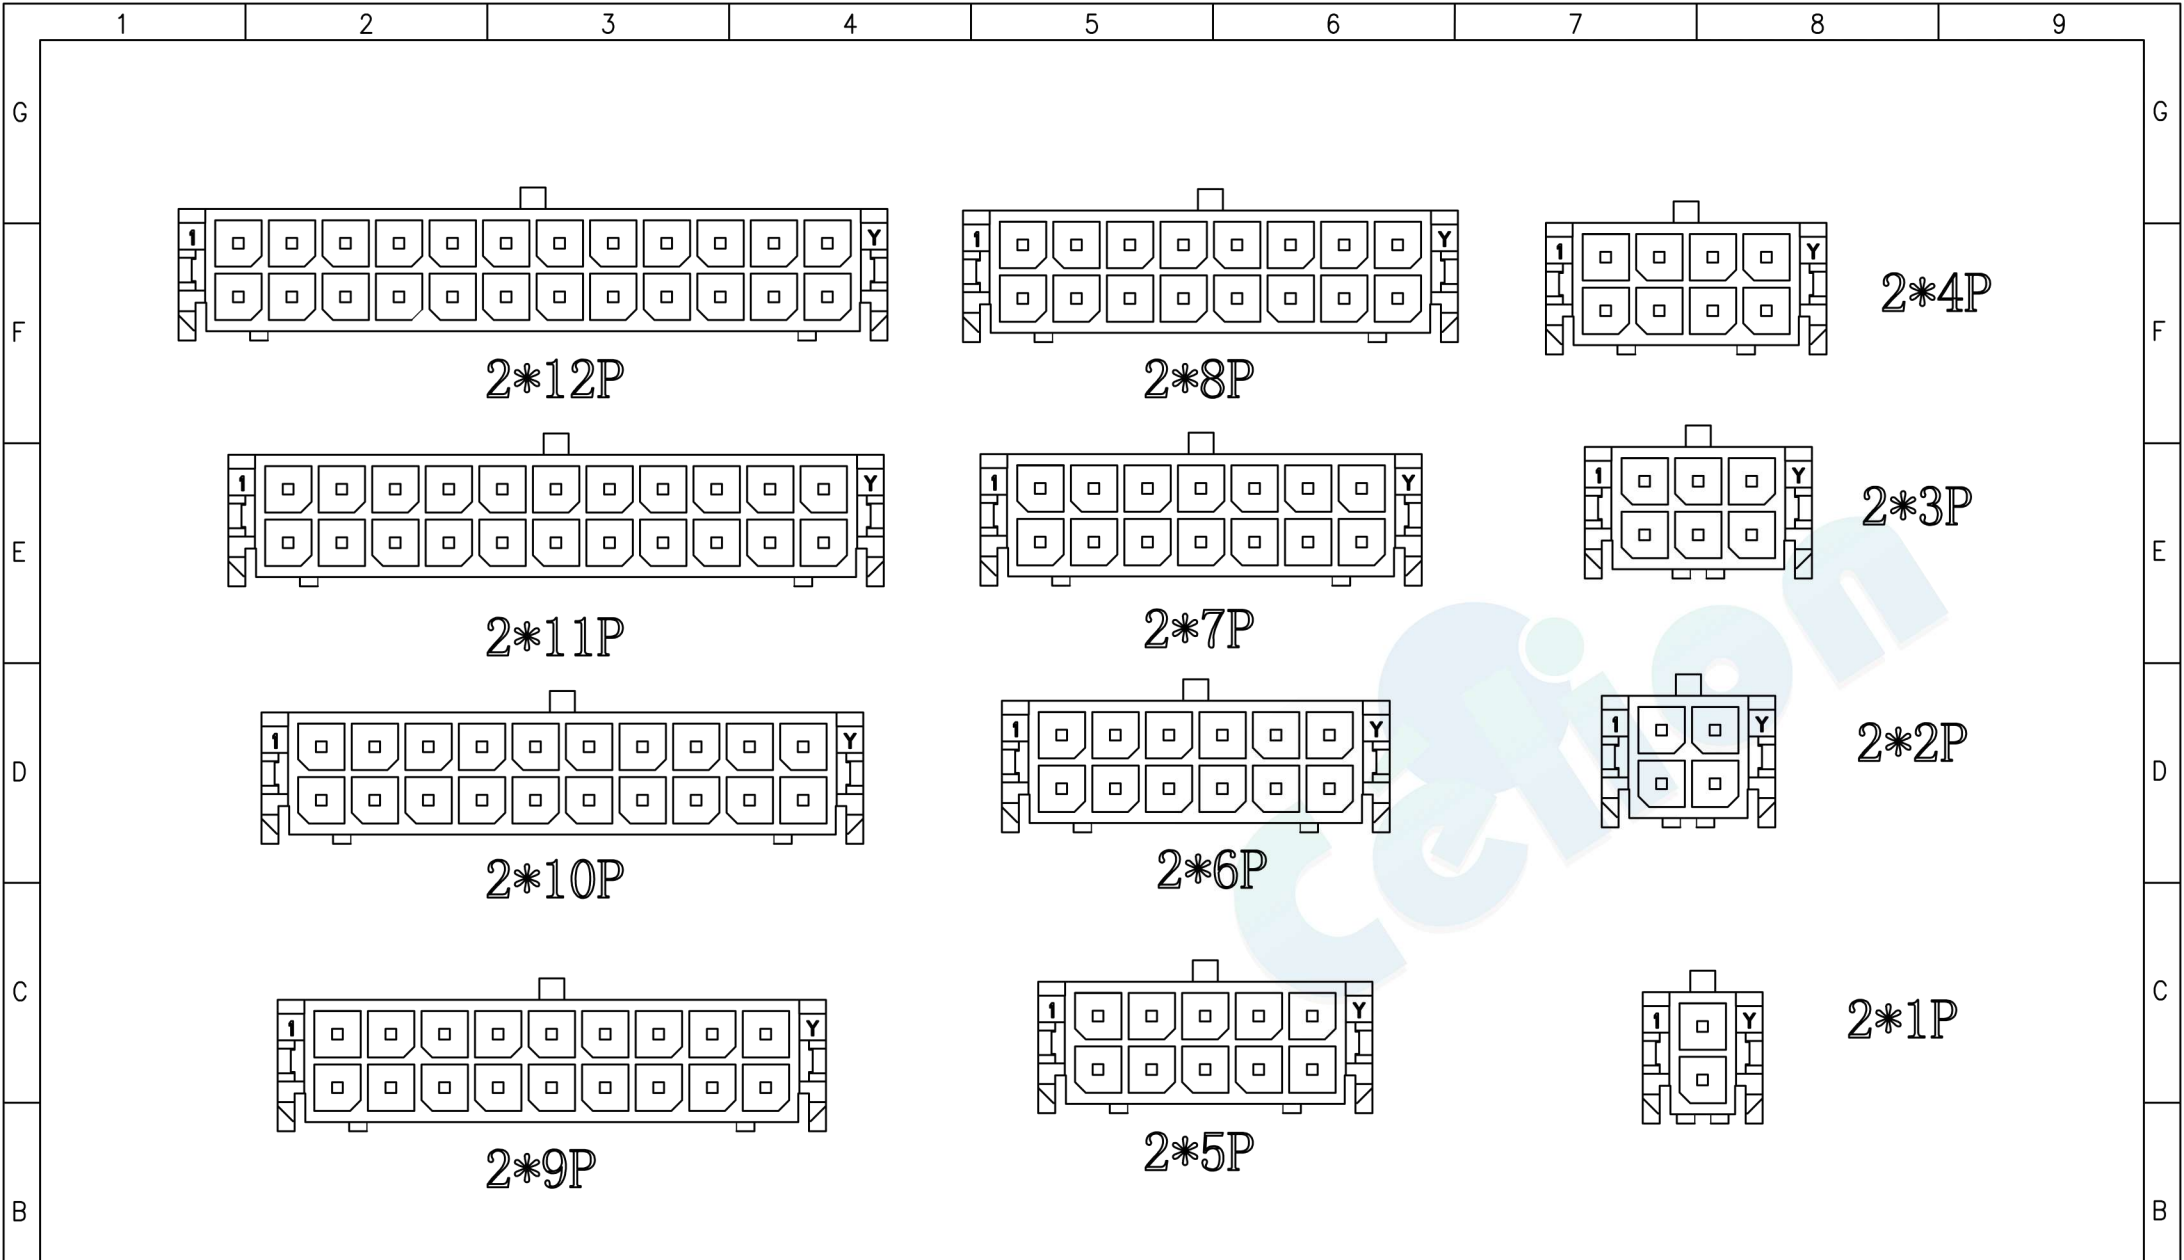 1 2 3 4 5 6 7 8 9
G G
1 Y 1 Y 1 Y
2*4P
F F
2*12P 2*8P
1 Y 1 Y 1 Y
2*3P
E E
2*11P 2*7P
1 Y 1 Y 1 Y
2*2P
D D
2*10P 2*6P
Ceilon
1 Y 1 Y 1 Y
2*1P
C C
2*9P 2*5P
B B